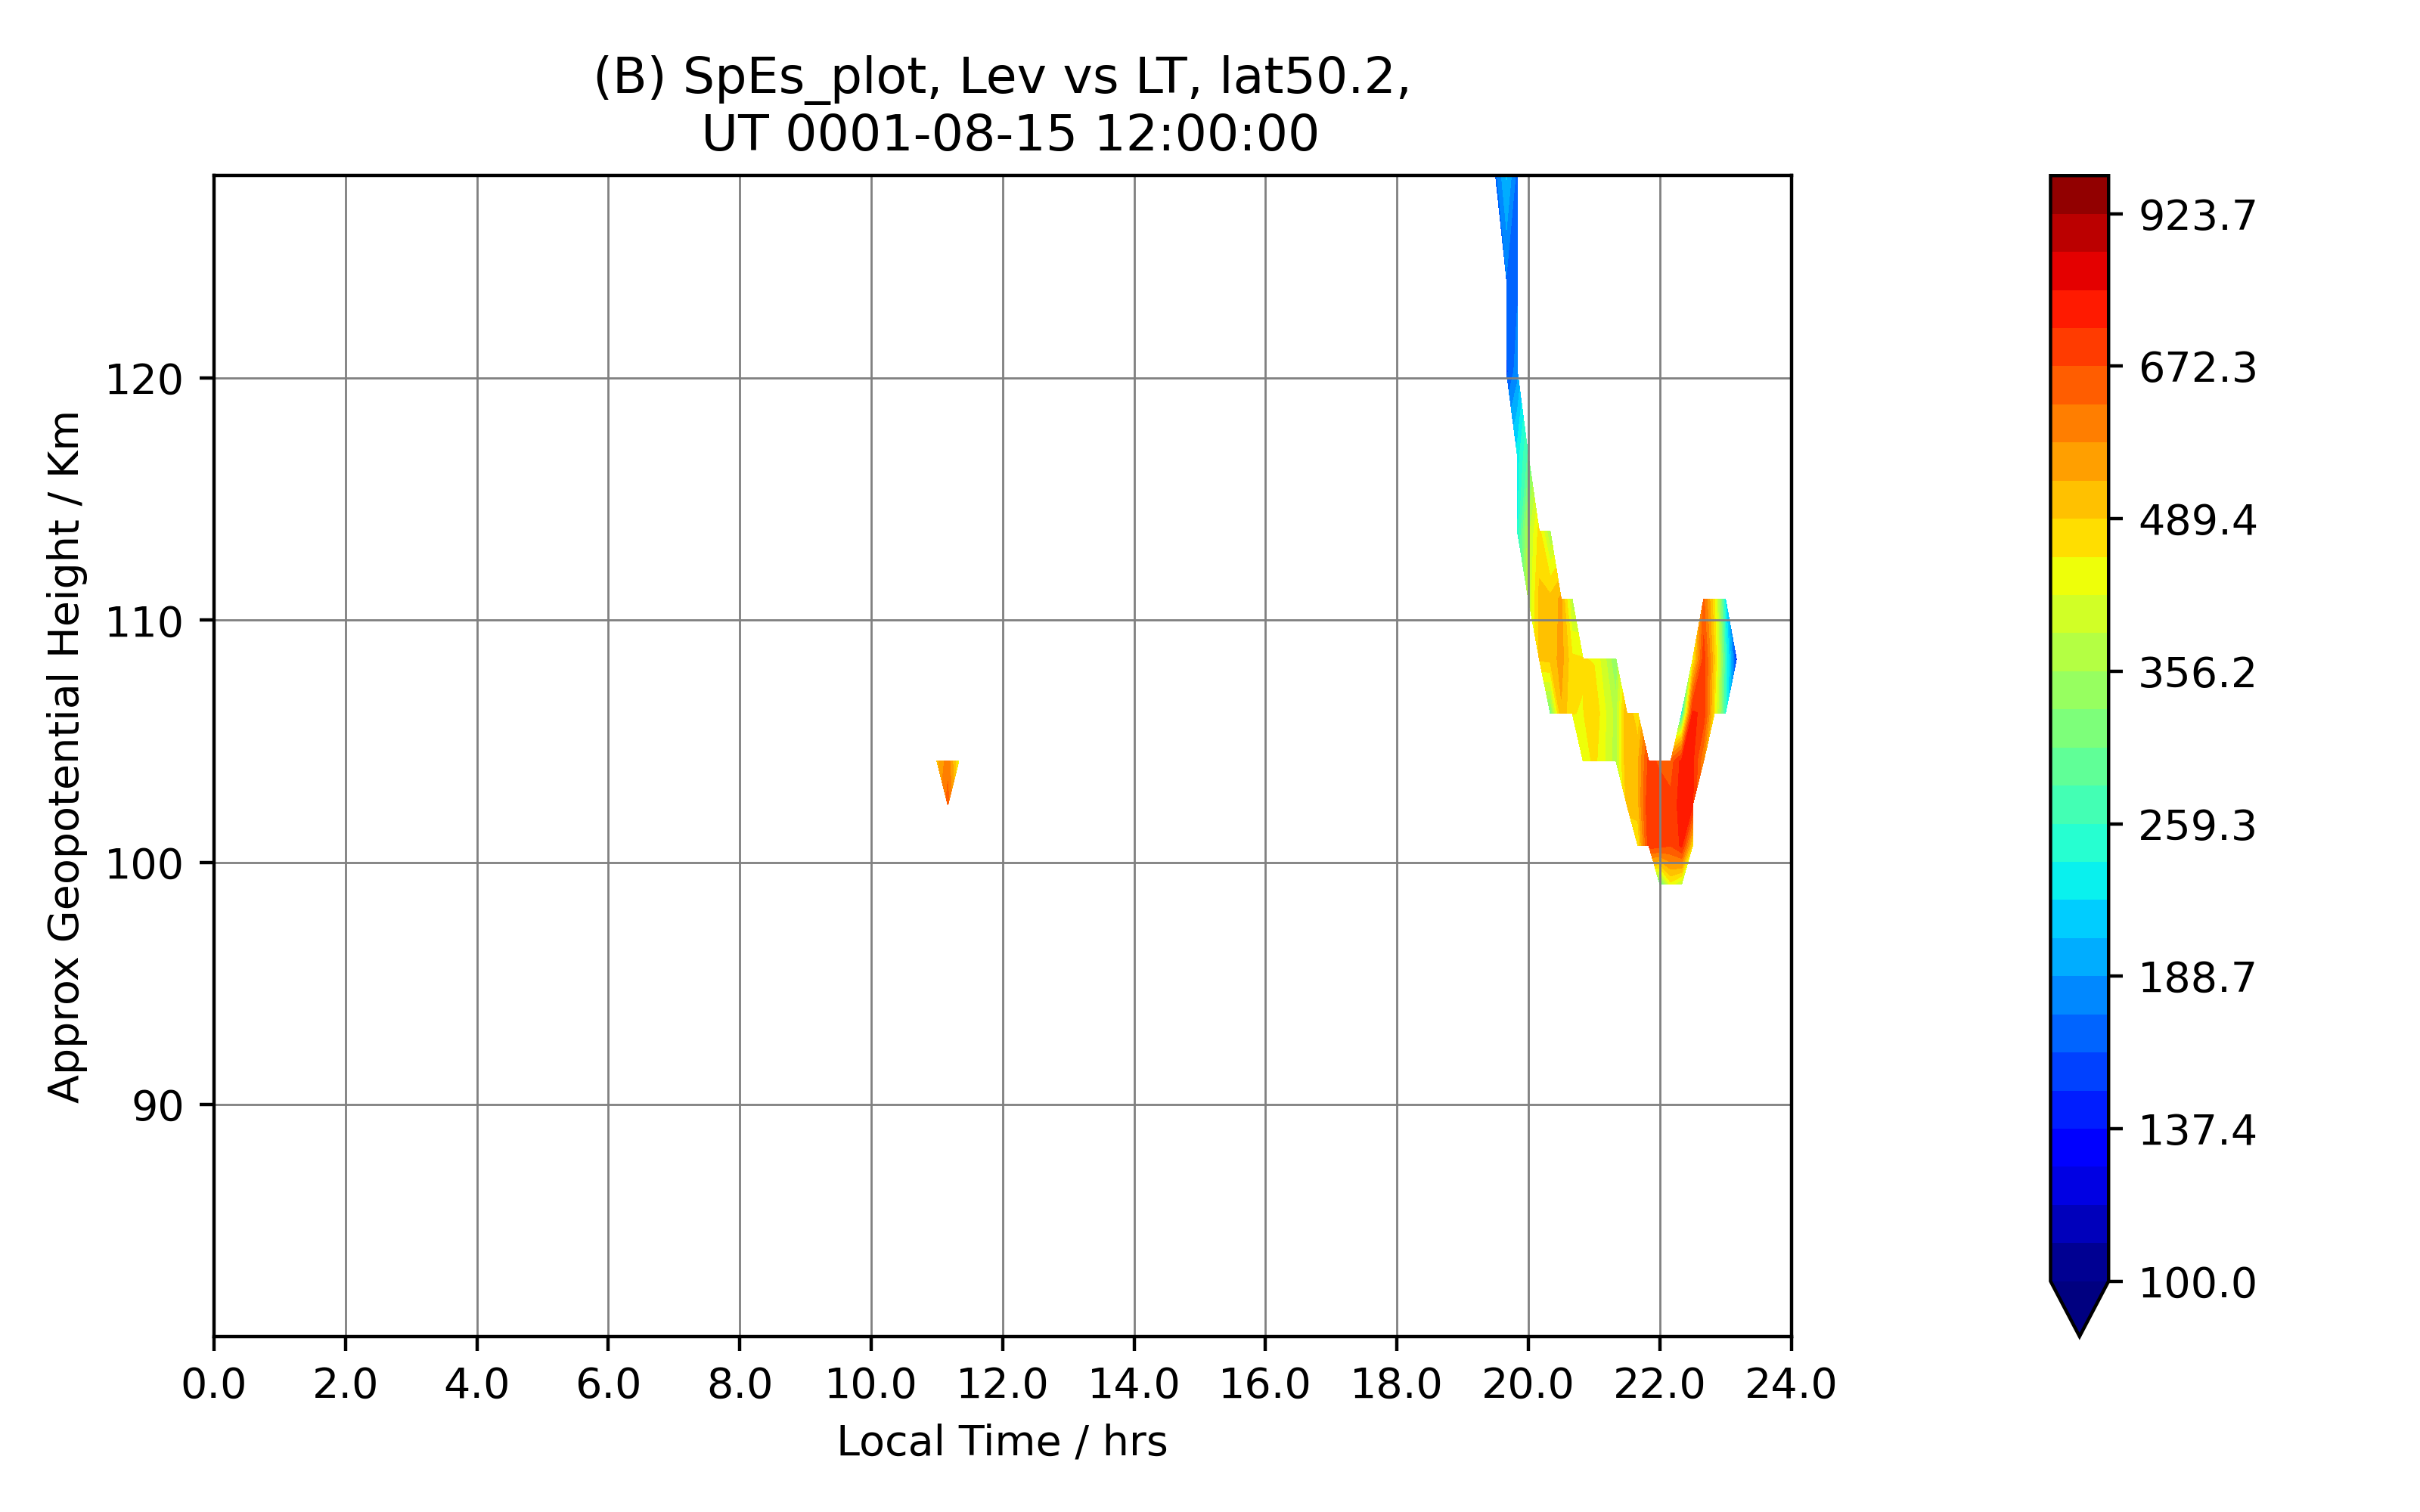 (B) SpEs_plot, Lev vs LT, lat50.2,
UT 0001-08-15 12:00:00
Approx Geopotential Height / Km
120
110
100
90
0.0 2.0 4.0 6.0 8.0 10.0 12.0 14.0 16.0 18.0 20.0 22.0 24.0
Local Time / hrs
923.7
672.3
489.4
356.2
259.3
188.7
137.4
100.0